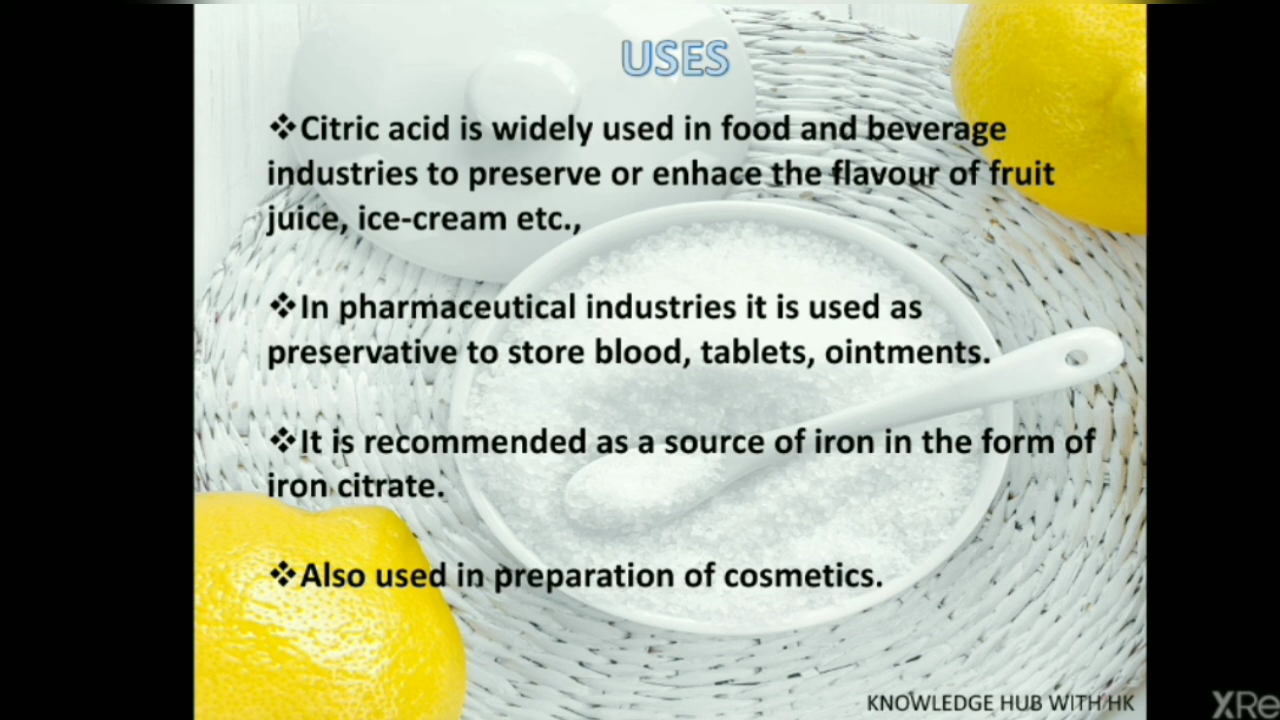 USES
❖Citric acid is widely used in food and beverage
industries to preserve or enhace the flavour of fruit
juice, ice-cream etc.,
❖In pharmaceutical industries it is used as
preservative to store blood, tablets, ointments.
❖It is recommended as a source of iron in the form of
iron citrate.
❖Also used in preparation of cosmetics.
KNOWLEDGE HUB WITH HK
XRe